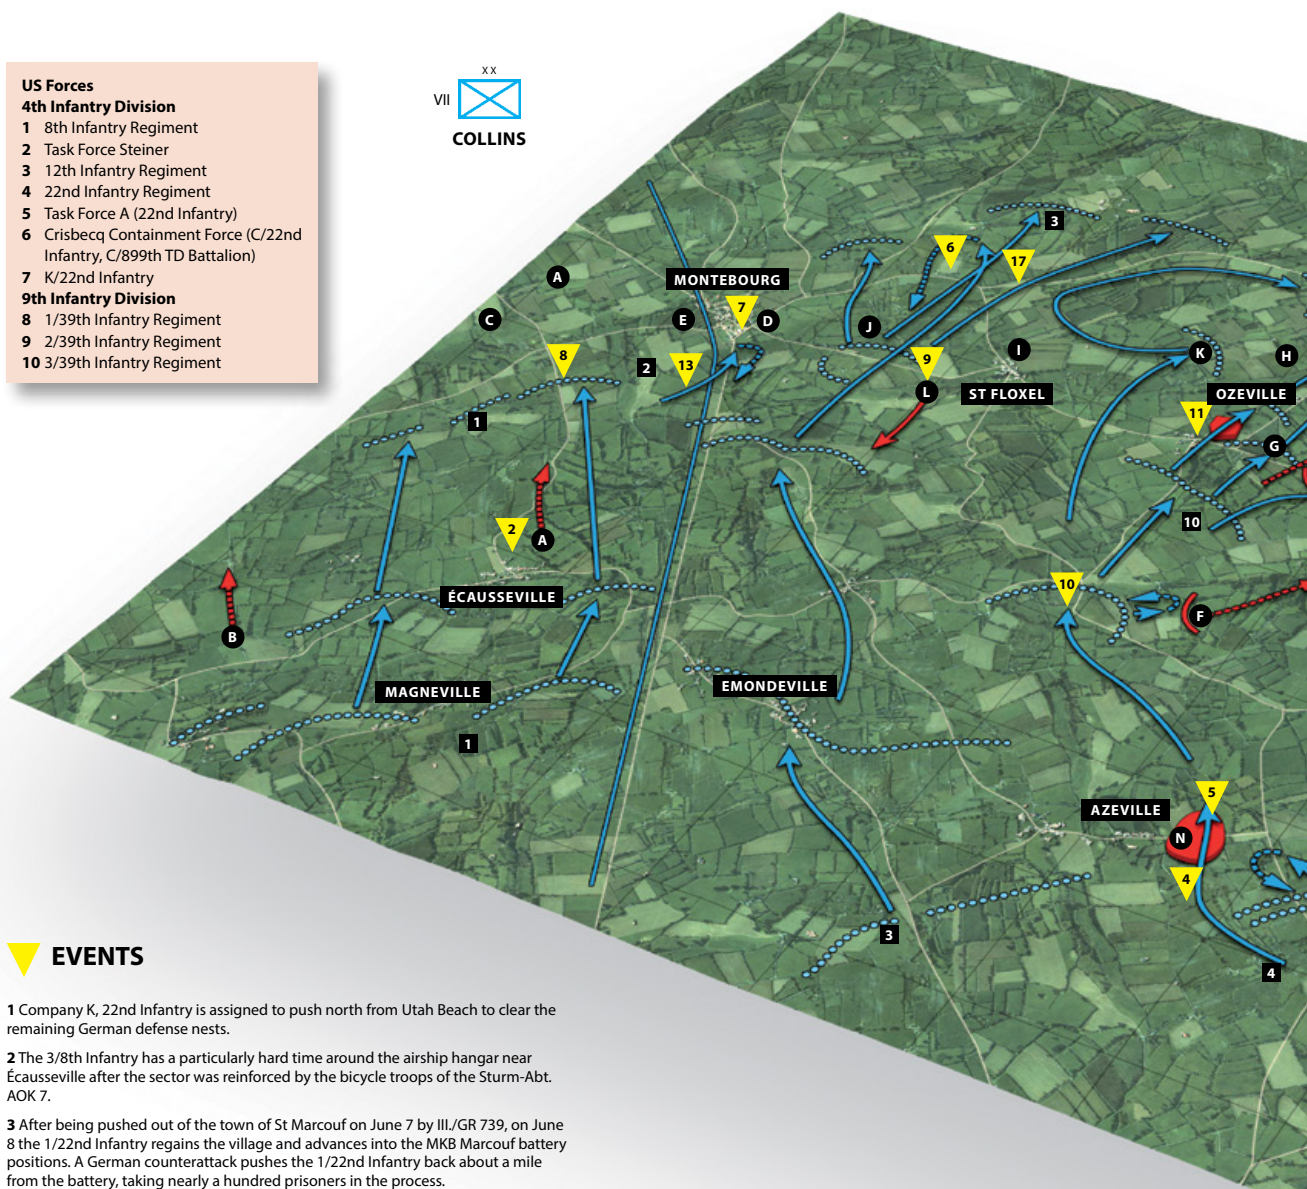 US Forces
4th Infantry Division
1 8th Infantry Regiment
2 Task Force Steiner
3 12th Infantry Regiment
4 22nd Infantry Regiment
5 Task Force A (22nd Infantry)
6 Crisbecq Containment Force (C/22nd
Infantry, C/899th TD Battalion)
7 K/22nd Infantry
9th Infantry Division
8 1/39th Infantry Regiment
9 2/39th Infantry Regiment
10 3/39th Infantry Regiment
XX
VII
COLLINS
3
6
17
A
MONTEBOURG
7
C
E
D
J
8
2
13
9
I
K
H
L
ST FLOXEL
OZEVILLE
1
11
G
2
A
10
ÉCAUSSEVILLE
10
B
F
MAGNEVILLE
EMONDEVILLE
1
5
AZEVILLE
N
4
3
4
EVENTS
1 Company K, 22nd Infantry is assigned to push north from Utah Beach to clear the
remaining German defense nests.
2 The 3/8th Infantry has a particularly hard time around the airship hangar near
Écausseville after the sector was reinforced by the bicycle troops of the Sturm-Abt.
AOK 7.
3 After being pushed out of the town of St Marcouf on June 7 by III./GR 739, on June
8 the 1/22nd Infantry regains the village and advances into the MKB Marcouf battery
positions. A German counterattack pushes the 1/22nd Infantry back about a mile
from the battery, taking nearly a hundred prisoners in the process.